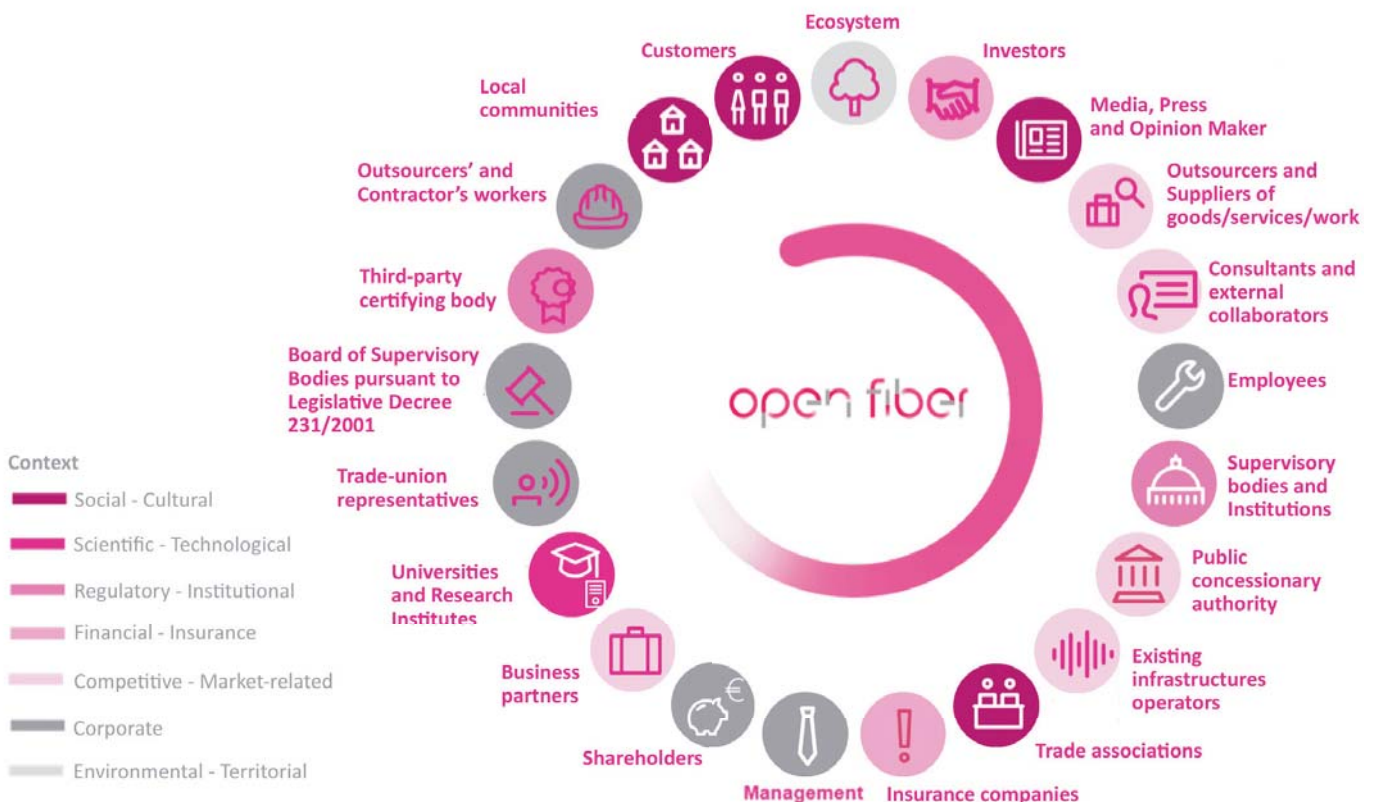 Ecosystem
Customers
Investors
Local
communities
Media, Press
and Opinion Maker
Outsourcers' and
Contractor's workers
Outsourcers and
Suppliers of
goods/services/work
Third-party
certifying body
Consultants and
external
collaborators
Board of Supervisory
Bodies pursuant to
Legislative Decree
231/2001
open fiber
Employees
Trade-union
representatives
Supervisory
bodies and
Institutions
Universities
and Research
Institutes
Public
concessionary
authority
Business
partners
Existing
infrastructures
operators
Shareholders
€
Trade associations
Management
Insurance companies
Context
Social - Cultural
Scientific - Technological
Regulatory - Institutional
Financial - Insurance
Competitive - Market-related
Corporate
Environmental - Territorial